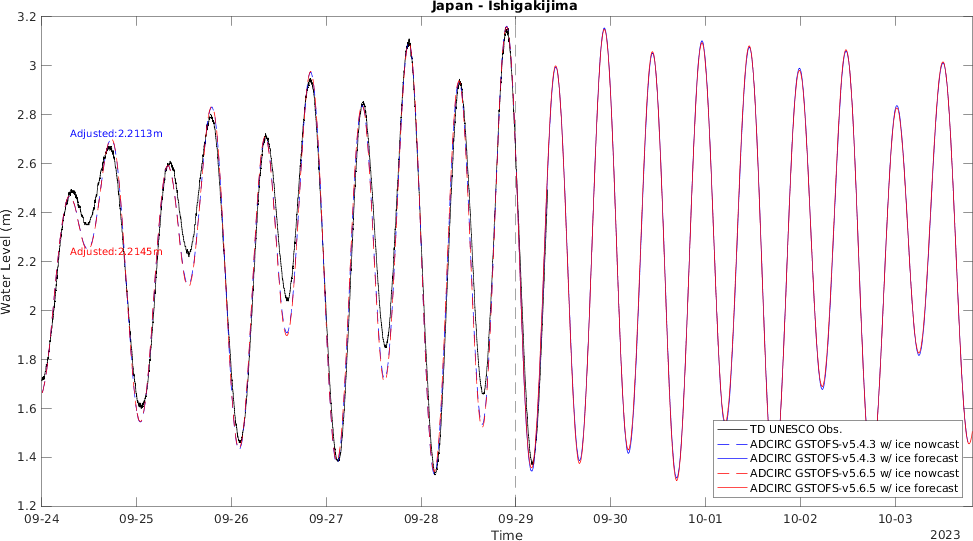 Japan - Ishigakijima
3.2
3
2.8
2.6
2.4
2.2
2
1.8
1.6
1.4
1.2
Water Level (m)
Adjusted:2.2113m
Adjusted:2.2145m
TD UNESCO Obs.
ADCIRC GSTOFS-v5.4.3 w/ ice nowcast
ADCIRC GSTOFS-v5.4.3 w/ ice forecast
ADCIRC GSTOFS-v5.6.5 w/ ice nowcast
ADCIRC GSTOFS-v5.6.5 w/ ice forecast
09-24 09-25 09-26 09-27 09-28 09-29 09-30 10-01 10-02 10-03
Time
2023